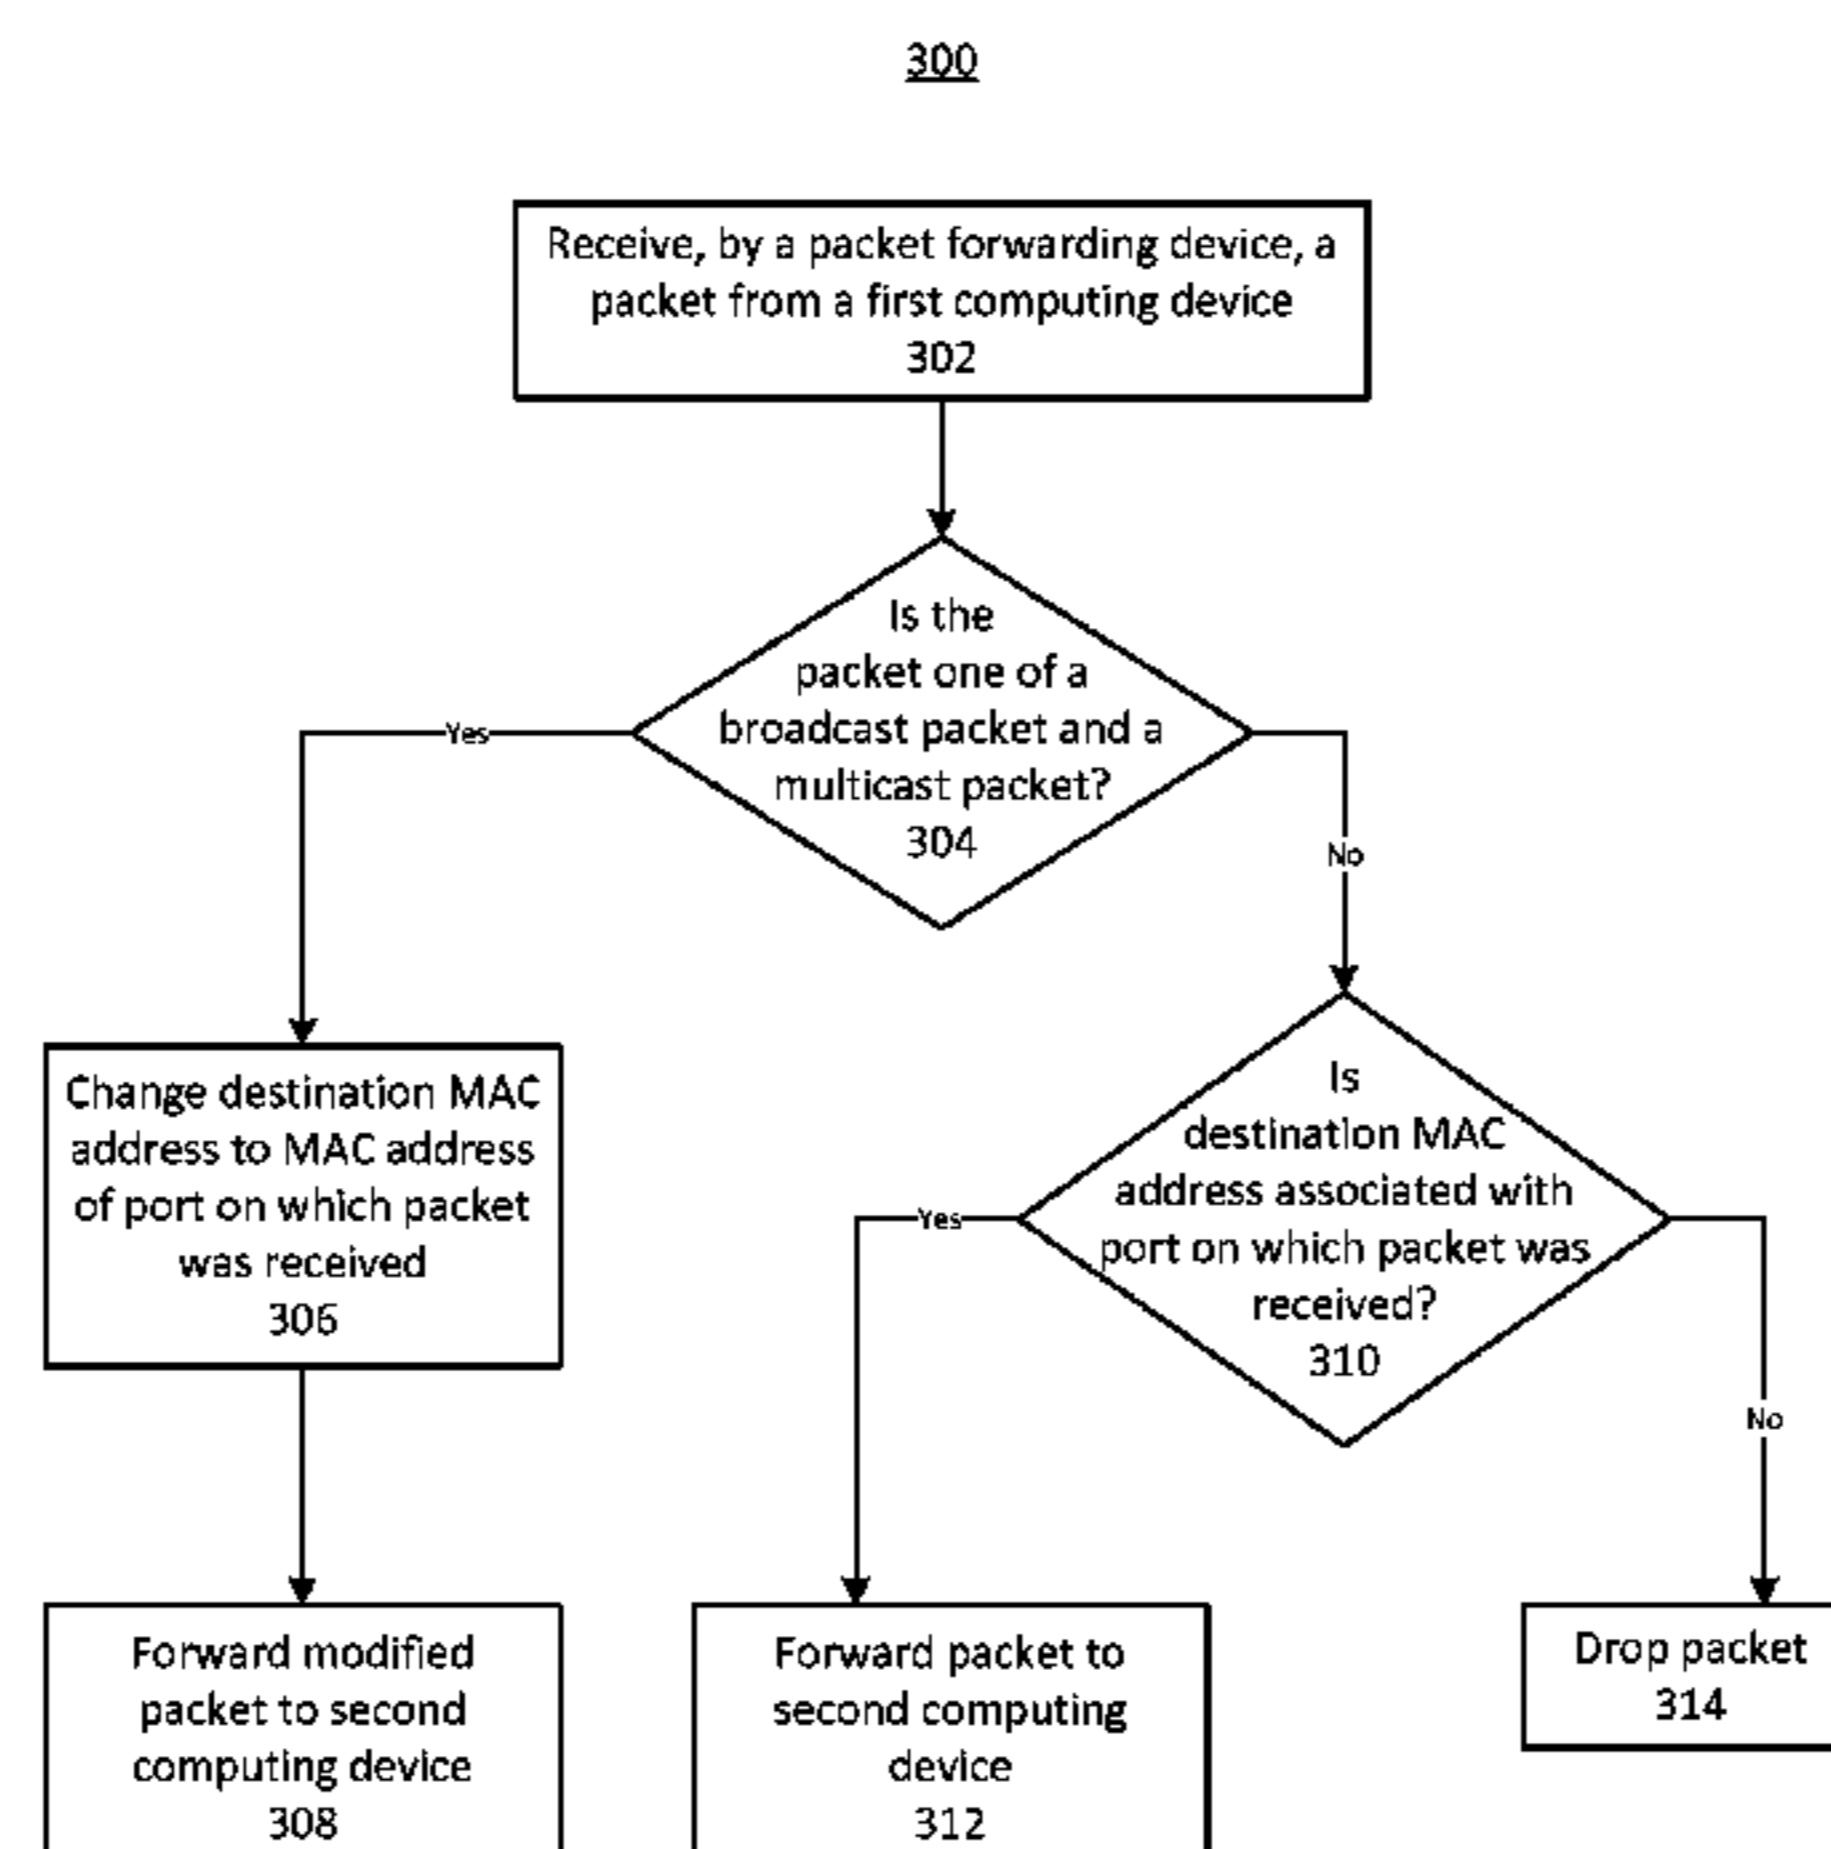 300
Receive, by a packet forwarding device, a
packet from a first computing device
302
Is the
packet one of a
broadcast packet and a
multicast packet?
304
Yes
No
Change destination MAC
address to MAC address
of port on which packet
was received
306
Is
destination MAC
address associated with
port on which packet was
received?
310
Yes
No
Forward modified
packet to second
computing device
308
Forward packet to
second computing
device
312
Drop packet
314